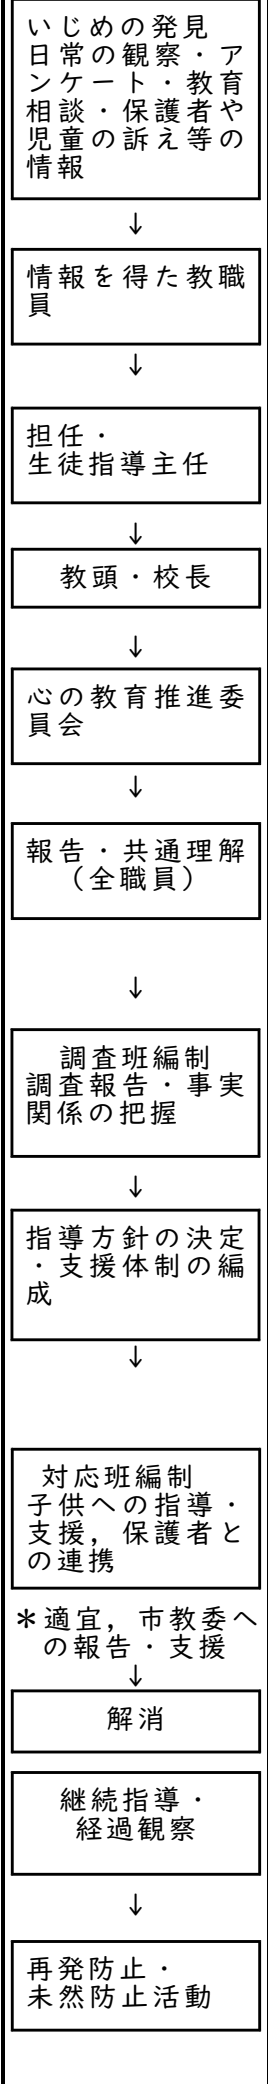 いじめの発見
日常の観察・ア
ンケート・教育
相談・保護者や
児童の訴え等の
情報
↓
情報を得た教職
員
↓
担任・
生徒指導主任
↓
教頭・校長
↓
心の教育推進委
員会
↓
報告・共通理解
（全職員）
↓
調査班編制
調査報告・事実
関係の把握
↓
指導方針の決定
・支援体制の編
成
↓
対応班編制
子供への指導・
支援，保護者と
の連携
＊適宜，市教委へ
の報告・支援
↓
解消
継続指導・
経過観察
↓
再発防止・
未然防止活動